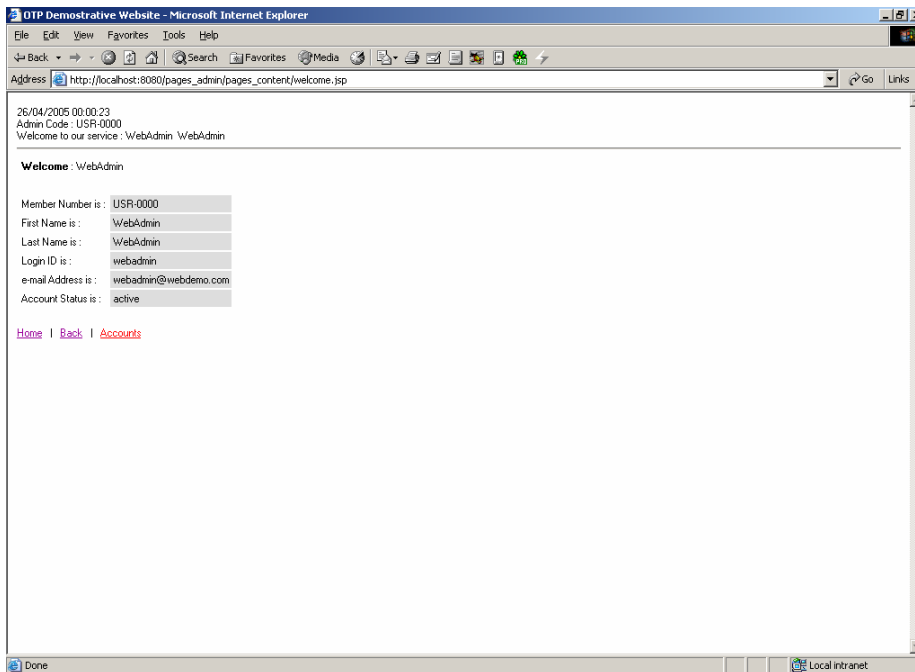 OTP Demostrative Website - Microsoft Internet Explorer
File Edit View Favorites Tools Help
Back Search Favorites Media
Address http://localhost:8080/pages_admin/pages_content/welcome.jsp Go Links
26/04/2005 00:00:23
Admin Code : USR-0000
Welcome to our service : WebAdmin WebAdmin
Welcome : WebAdmin
Member Number is : USR-0000
First Name is : WebAdmin
Last Name is : WebAdmin
Login ID is : webadmin
e-mail Address is : webadmin@webdemo.com
Account Status is : active
Home | Back | Accounts
Done Local intranet